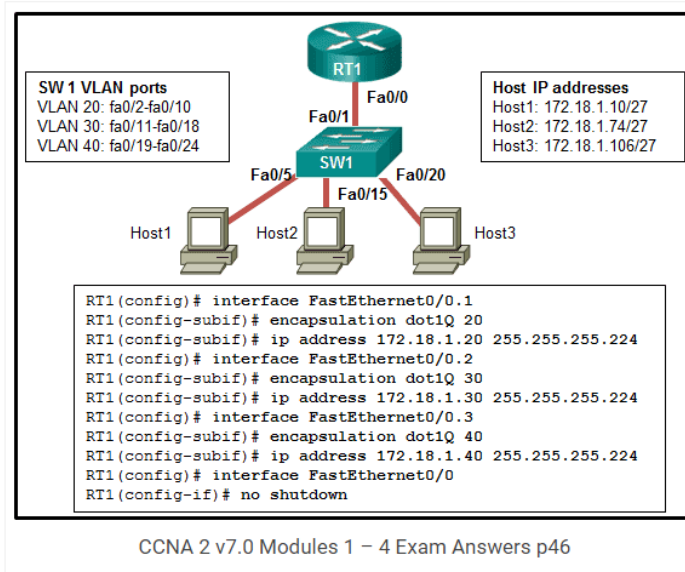 RT1
Fa0/0
SW 1 VLAN ports
VLAN 20: fa0/2-fa0/10
VLAN 30: fa0/11-fa0/18
VLAN 40: fa0/19-fa0/24
Host IP addresses
Host1: 172.18.1.10/27
Host2: 172.18.1.74/27
Host3: 172.18.1.106/27
Fa0/1
SW1
Fa0/5
Fa0/15
Fa0/20
Host1
Host2
Host3
RT1(config)# interface FastEthernet0/0.1
RT1(config-subif)# encapsulation dot1Q 20
RT1(config-subif)# ip address 172.18.1.20 255.255.255.224
RT1(config)# interface FastEthernet0/0.2
RT1(config-subif)# encapsulation dot1Q 30
RT1(config-subif)# ip address 172.18.1.30 255.255.255.224
RT1(config)# interface FastEthernet0/0.3
RT1(config-subif)# encapsulation dot1Q 40
RT1(config-subif)# ip address 172.18.1.40 255.255.255.224
RT1(config)# interface FastEthernet0/0
RT1(config-if)# no shutdown
CCNA 2 v7.0 Modules 1 – 4 Exam Answers p46